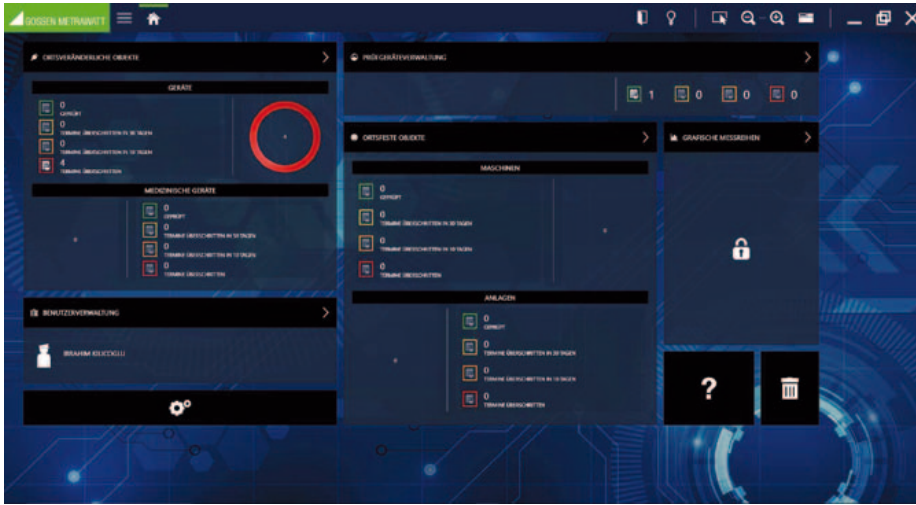 GOSSEN METRAWATT
ORTSVERÄNDERLICHE OBJEKTE
GERÄTE
0
GEPRÜFT
0
TERMINE ÜBERSCHRITTEN IN 30 TAGEN
0
TERMINE ÜBERSCHRITTEN IN 10 TAGEN
4
TERMINE ÜBERSCHRITTEN
MEDIZINISCHE GERÄTE
0
GEPRÜFT
0
TERMINE ÜBERSCHRITTEN IN 30 TAGEN
0
TERMINE ÜBERSCHRITTEN IN 10 TAGEN
0
TERMINE ÜBERSCHRITTEN
BENUTZERVERWALTUNG
IBRAHIM
PRÜFGERÄTEVERWALTUNG
1 0 0 0
ORTSFESTE OBJEKTE
MASCHINEN
0
GEPRÜFT
0
TERMINE ÜBERSCHRITTEN IN 30 TAGEN
0
TERMINE ÜBERSCHRITTEN IN 10 TAGEN
0
TERMINE ÜBERSCHRITTEN
ANLAGEN
0
GEPRÜFT
0
TERMINE ÜBERSCHRITTEN IN 30 TAGEN
0
TERMINE ÜBERSCHRITTEN IN 10 TAGEN
0
TERMINE ÜBERSCHRITTEN
GRAFISCHE MESSREIHEN
?